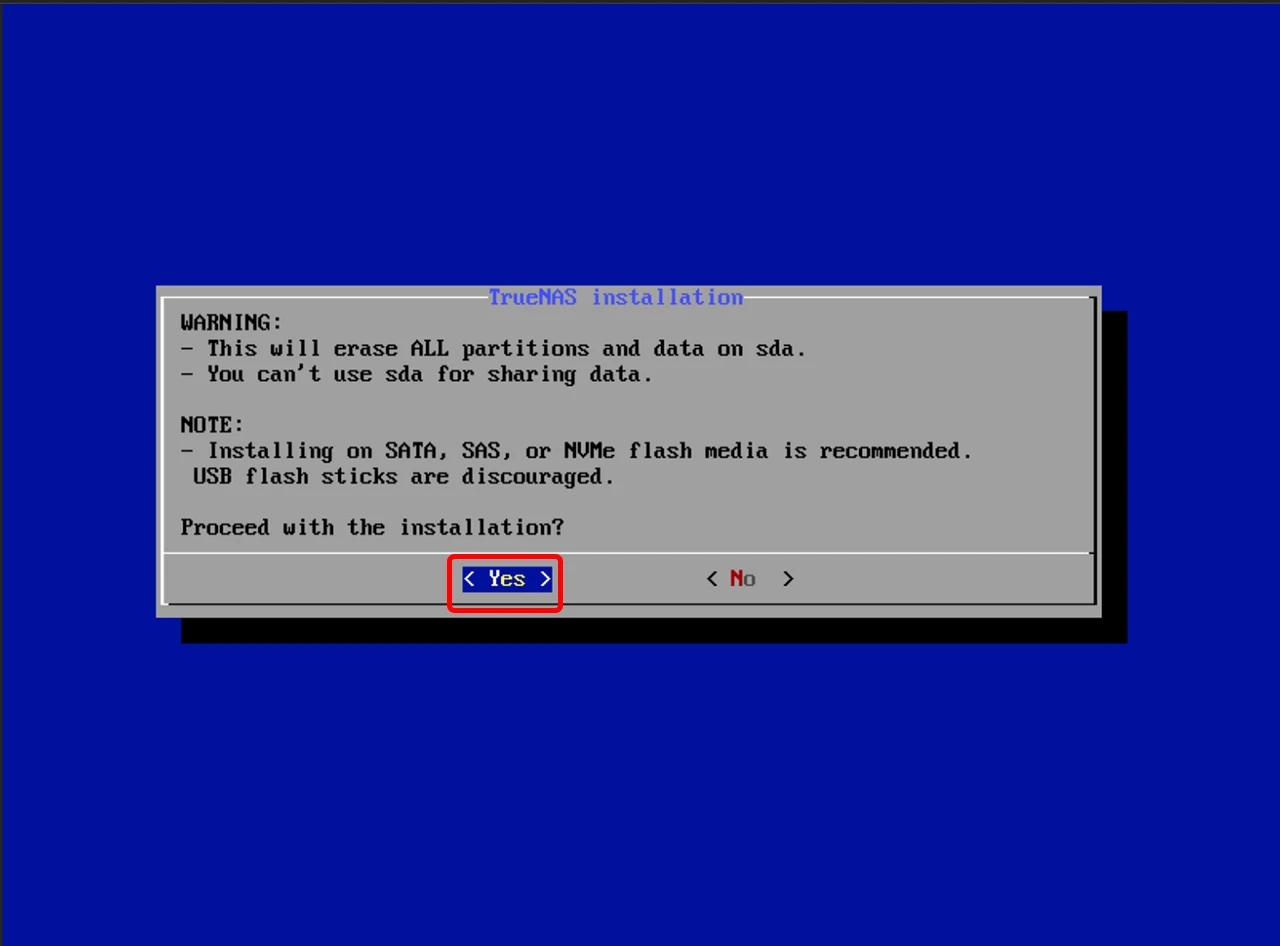 TrueNAS installation
WARNING:
- This will erase ALL partitions and data on sda.
- You can't use sda for sharing data.
NOTE:
- Installing on SATA, SAS, or NVMe flash media is recommended.
USB flash sticks are discouraged.
Proceed with the installation?
< Yes > < No >